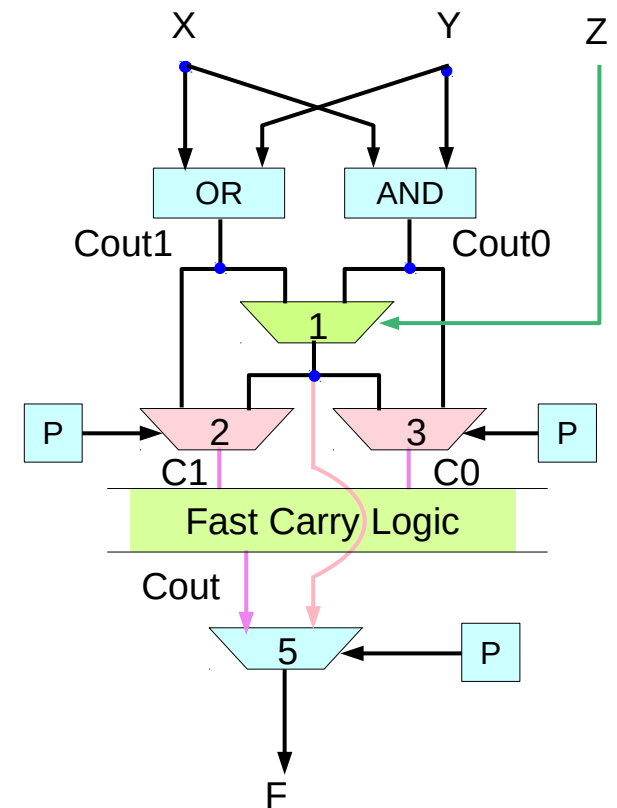 X Y Z
OR AND
Cout1 Cout0
1
P 2 3 P
C1 C0
Fast Carry Logic
Cout
5 P
F